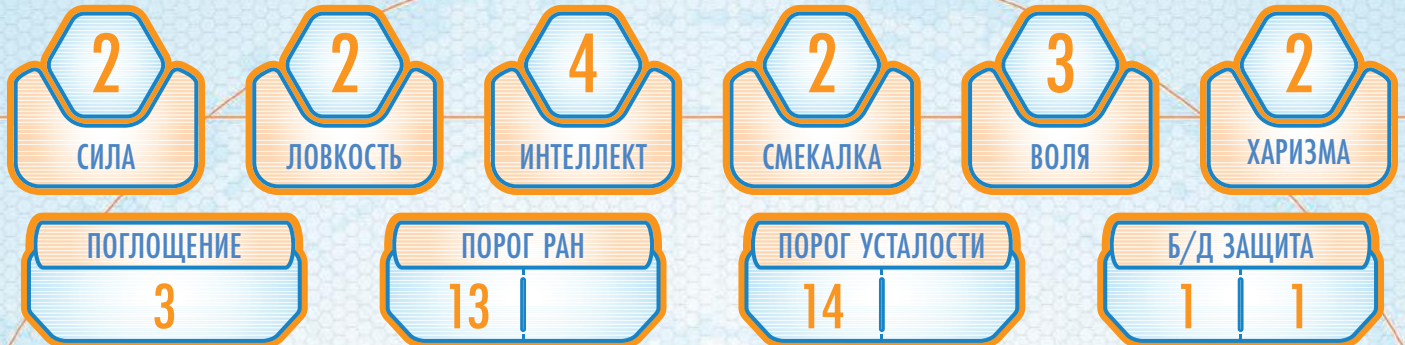 2 2 4 2 3 2
СИЛА ЛОВКОСТЬ ИНТЕЛЛЕКТ СМЕКАЛКА ВОЛЯ ХАРИЗМА
ПОГЛОЩЕНИЕ ПОРОГ РАН ПОРОГ УСТАЛОСТИ Б/Д ЗАЩИТА
3 13 14 1 1